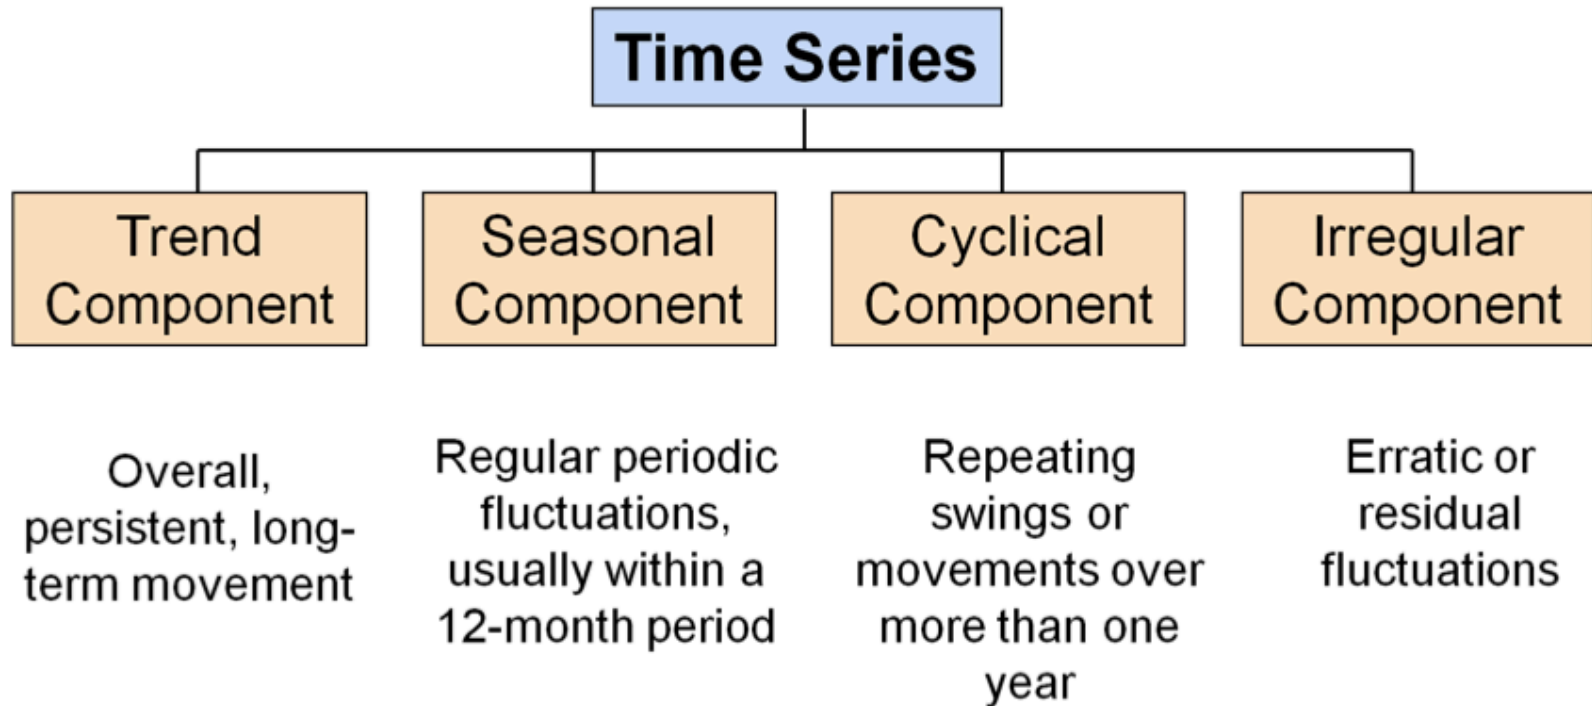 Time Series
Trend
Component
Seasonal
Component
Cyclical
Component
Irregular
Component
Overall,
persistent, long-
term movement
Regular periodic
fluctuations,
usually within a
12-month period
Repeating
swings or
movements over
more than one
year
Erratic or
residual
fluctuations